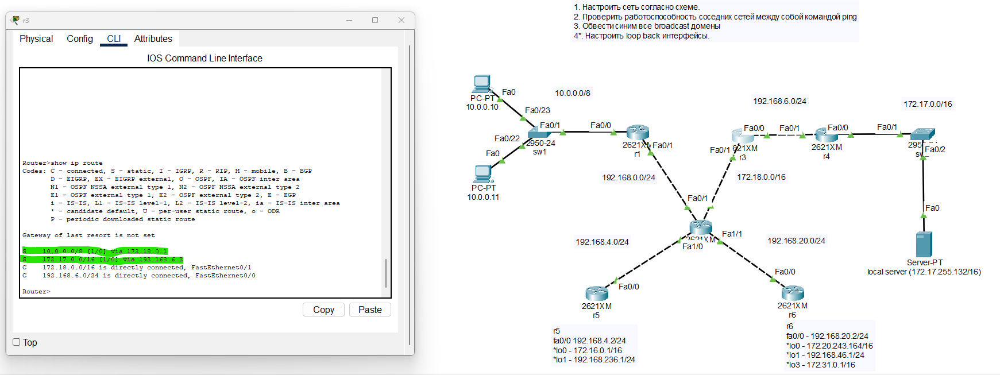 r3
Physical Config CLI Attributes
IOS Command Line Interface
Router>show ip route
Codes: C - connected, S - static, I - IGRP, R - RIP, M - mobile, B - BGP
D - EIGRP, EX - EIGRP external, O - OSPF, IA - OSPF inter area
N1 - OSPF NSSA external type 1, N2 - OSPF NSSA external type 2
E1 - OSPF external type 1, E2 - OSPF external type 2, E - EGP
i - IS-IS, L1 - IS-IS level-1, L2 - IS-IS level-2, ia - IS-IS inter area
* - candidate default, U - per-user static route, o - ODR
P - periodic downloaded static route
Gateway of last resort is not set
S 10.0.0.0/8 [1/0] via 172.18.0.1
S 172.17.0.0/16 [1/0] via 192.168.6.2
C 172.18.0.0/16 is directly connected, FastEthernet0/1
C 192.168.6.0/24 is directly connected, FastEthernet0/0
Router>
Copy Paste
Top
1. Настроить сеть согласно схеме.
2. Проверить работоспособность соседних сетей между собой командой ping
3. Обвести синим все broadcast домены
4*. Настроить loop back интерфейсы.
Fa0
PC-PT
10.0.0.10
10.0.0.0/8
192.168.6.0/24
172.17.0.0/16
Fa0/23
Fa0/1
Fa0/0
Fa0/22
2950-24
sw1
Fa0
PC-PT
10.0.0.11
2621XM
r1
Fa0/1
192.168.0.0/24
Fa0/0
Fa0/1
621XM
r3
Fa0/1
Fa0/0
2621XM
r4
Fa0/1
Fa0/2
172.18.0.0/16
Fa0/1
2621XM
Fa1/0
Fa1/1
192.168.4.0/24
192.168.20.0/24
Fa0
Server-PT
local server (172.17.255.132/16)
Fa0/0
2621XM
r5
Fa0/0
2621XM
r6
r5
fa0/0 192.168.4.2/24
*lo0 - 172.16.0.1/16
*lo1 - 192.168.236.1/24
r6
fa0/0 - 192.168.20.2/24
*lo0 - 172.20.243.164/16
*lo1 - 192.168.46.1/24
*lo3 - 172.31.0.1/16